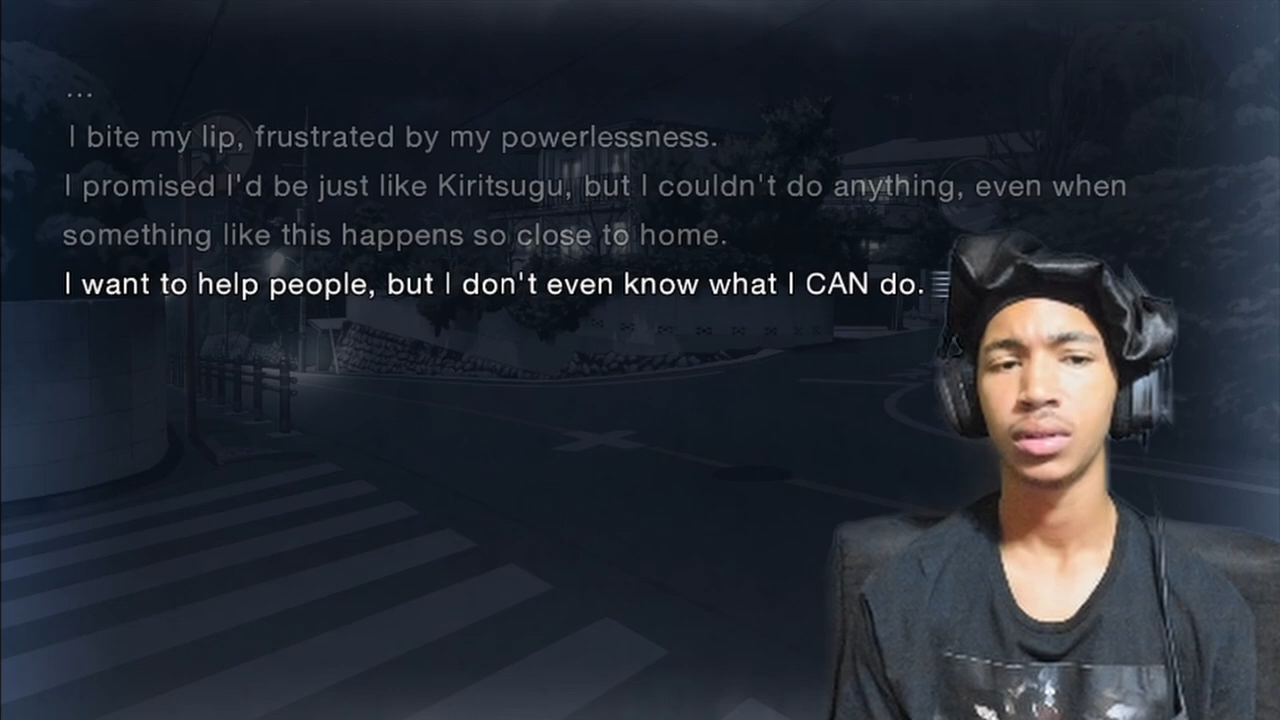 ...
I bite my lip, frustrated by my powerlessness.
I promised I'd be just like Kiritsugu, but I couldn't do anything, even when
something like this happens so close to home.
I want to help people, but I don't even know what I CAN do.